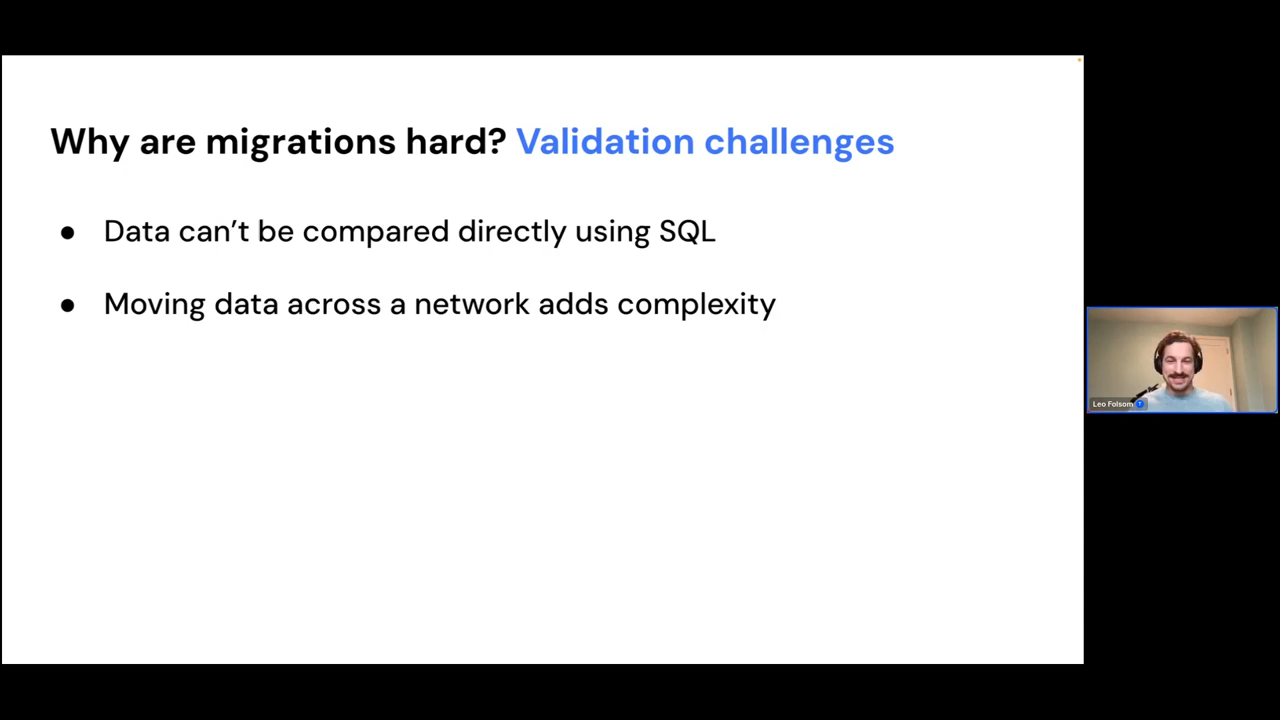 Why are migrations hard? Validation challenges
● Data can’t be compared directly using SQL
● Moving data across a network adds complexity
Leo Folsom